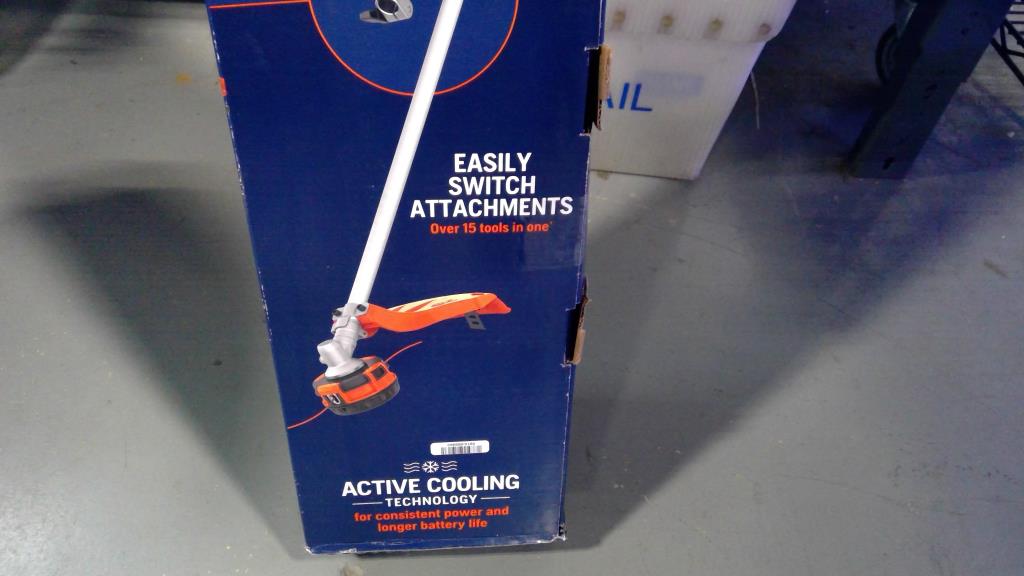 AIL
EASILY
SWITCH
ATTACHMENTS
Over 15 tools in one*
ACTIVE COOLING
TECHNOLOGY
for consistent power and
longer battery life